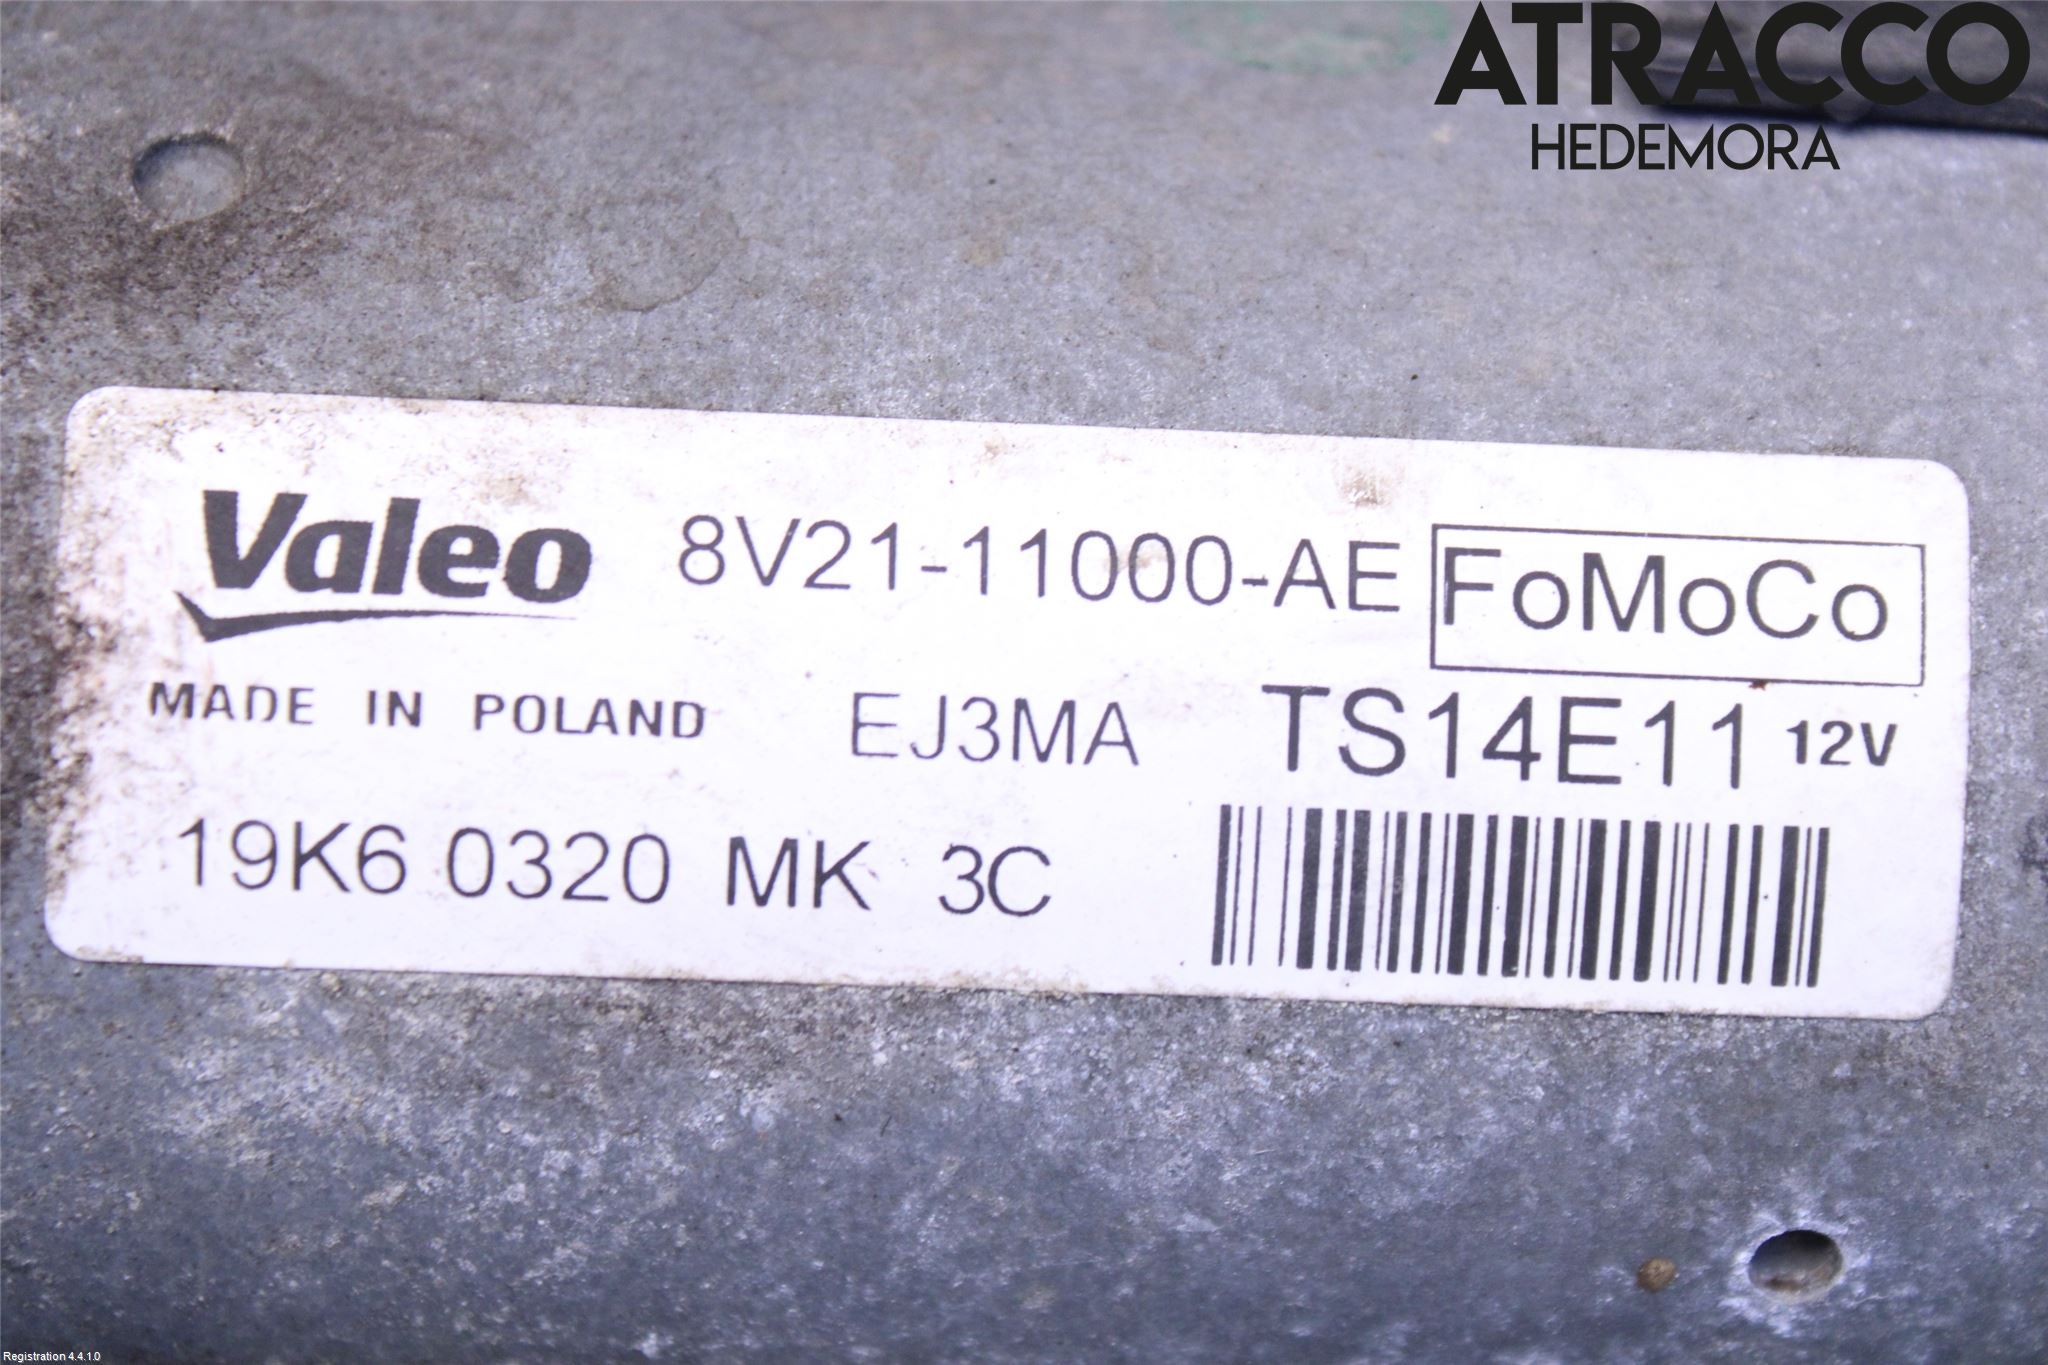 ATRACCO
HEDEMORA
Valeo 8V21-11000-AE FoMoCo
MADE IN POLAND EJ3MA TS14E11 12V
19K6 0320 MK 3C
Registration 4.4.1.0